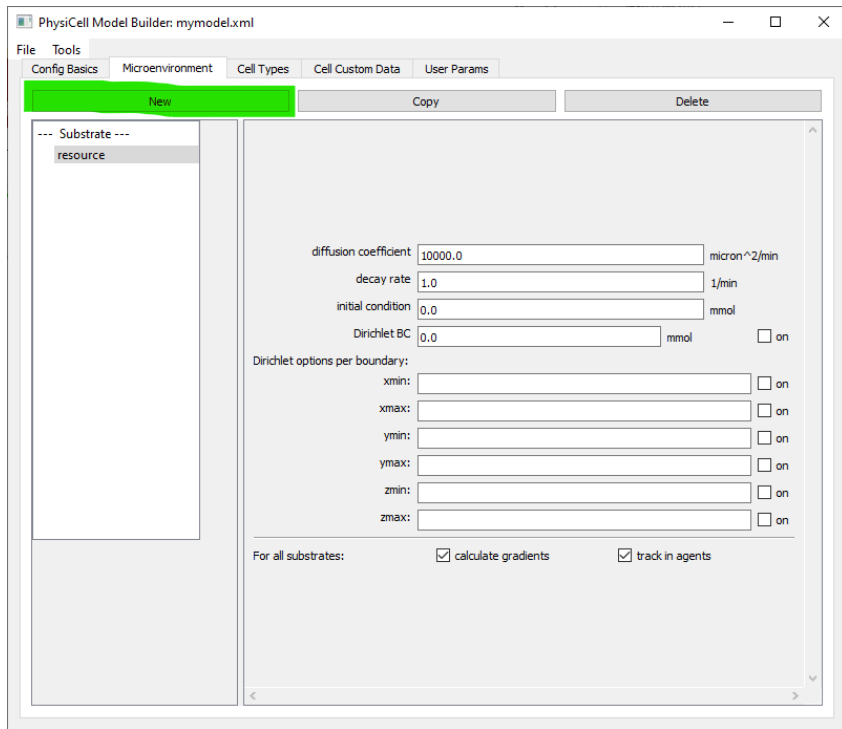 PhysiCell Model Builder: mymodel.xml
File Tools
Config Basics Microenvironment Cell Types Cell Custom Data User Params
New Copy Delete
--- Substrate ---
resource
diffusion coefficient 10000.0 micron^2/min
decay rate 1.0 1/min
initial condition 0.0 mmol
Dirichlet BC 0.0 mmol on
Dirichlet options per boundary:
xmin: on
xmax: on
ymin: on
ymax: on
zmin: on
zmax: on
For all substrates: calculate gradients track in agents